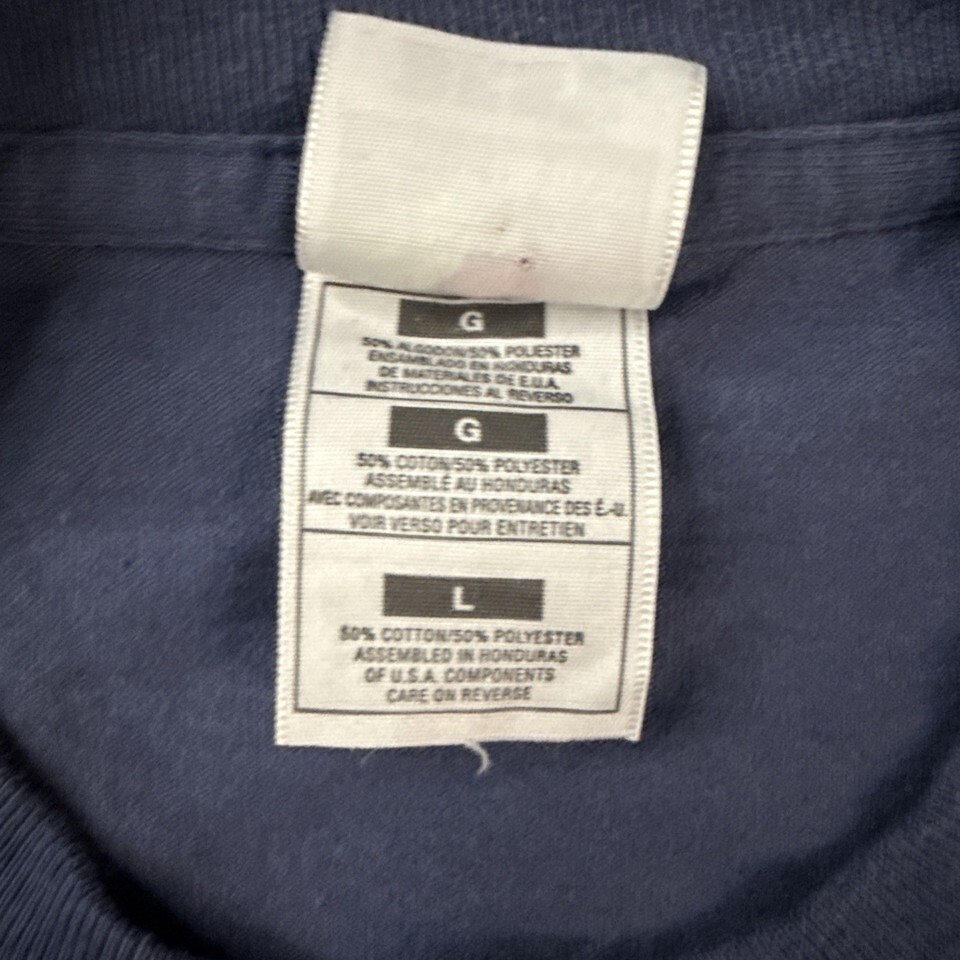 G
50% ALGODON/50% POLIESTER
ENSAMBLADO EN HONDURAS
DE MATERIALES DE E.U.A.
INSTRUCCIONES AL REVERSO
G
50% COTON/50% POLYESTER
ASSEMBLÉ AU HONDURAS
AVEC COMPOSANTES EN PROVENANCE DES É.-U.
VOIR VERSO POUR ENTRETIEN
L
50% COTTON/50% POLYESTER
ASSEMBLED IN HONDURAS
OF U.S.A. COMPONENTS
CARE ON REVERSE